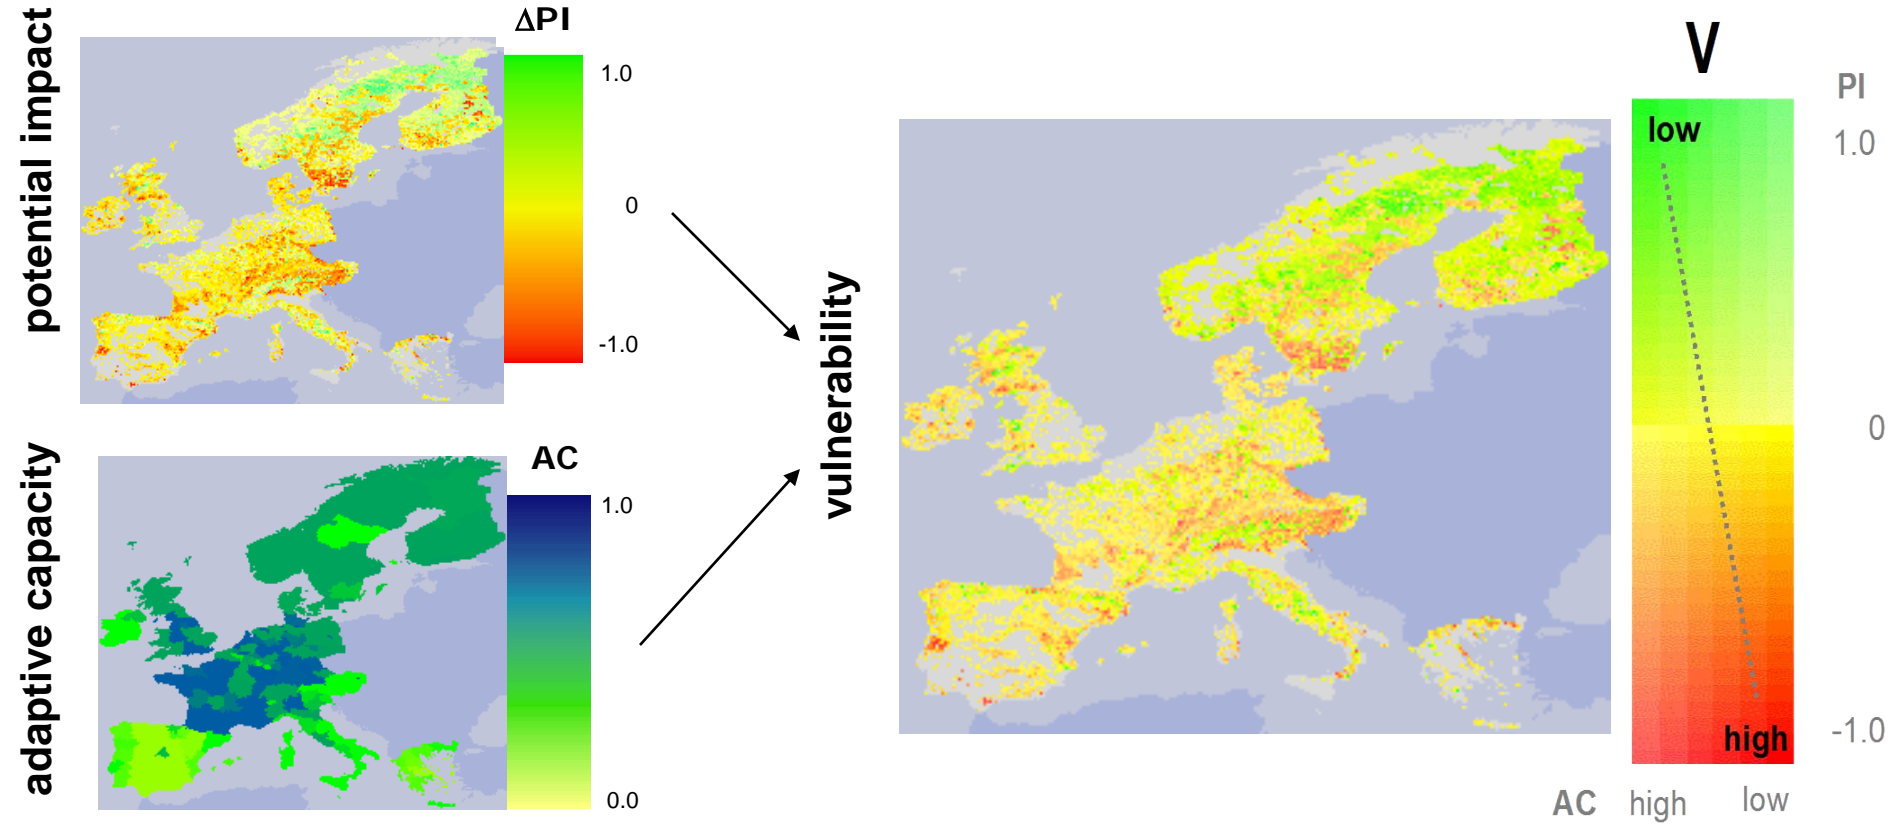 potential impact
ΔPI
1.0
0
-1.0
adaptive capacity
AC
1.0
0.0
vulnerability
V
PI
low
1.0
0
high
-1.0
AC high low